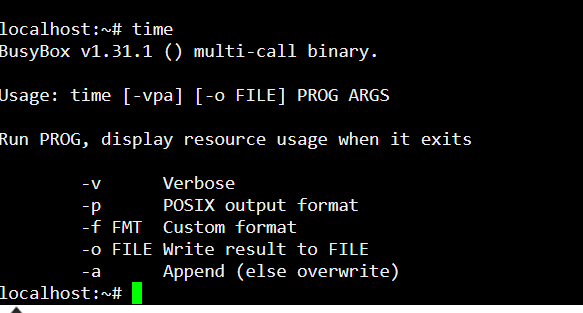 localhost:~# time
BusyBox v1.31.1 () multi-call binary.
Usage: time [-vpa] [-o FILE] PROG ARGS
Run PROG, display resource usage when it exits
-v Verbose
-p POSIX output format
-f FMT Custom format
-o FILE Write result to FILE
-a Append (else overwrite)
localhost:~#